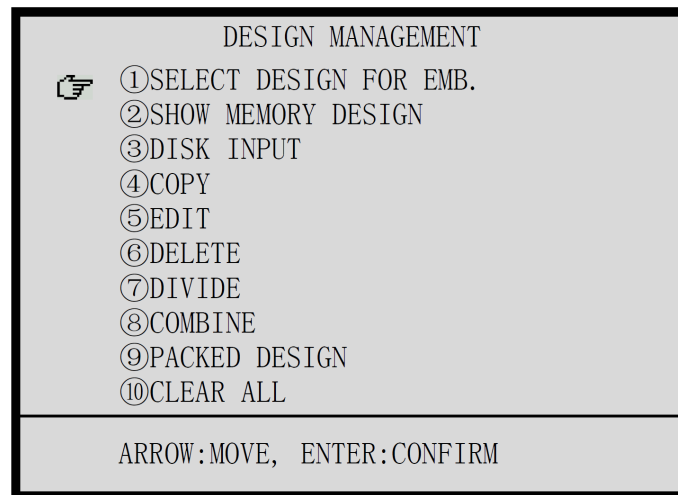 DESIGN MANAGEMENT
①SELECT DESIGN FOR EMB.
②SHOW MEMORY DESIGN
③DISK INPUT
④COPY
⑤EDIT
⑥DELETE
⑦DIVIDE
⑧COMBINE
⑨PACKED DESIGN
⑩CLEAR ALL
ARROW:MOVE, ENTER:CONFIRM